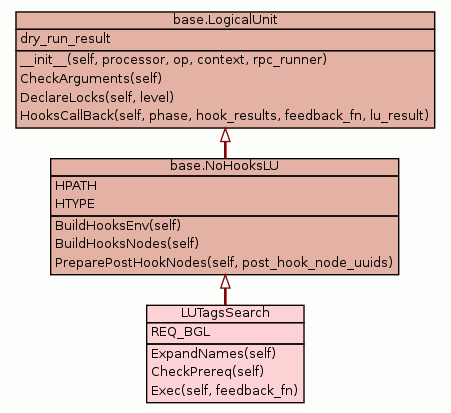 base.LogicalUnit
dry_run_result
__init__(self, processor, op, context, rpc_runner)
CheckArguments(self)
DeclareLocks(self, level)
HooksCallBack(self, phase, hook_results, feedback_fn, lu_result)
base.NoHooksLU
HPATH
HTYPE
BuildHooksEnv(self)
BuildHooksNodes(self)
PreparePostHookNodes(self, post_hook_node_uuids)
LUTagsSearch
REQ_BGL
ExpandNames(self)
CheckPrereq(self)
Exec(self, feedback_fn)